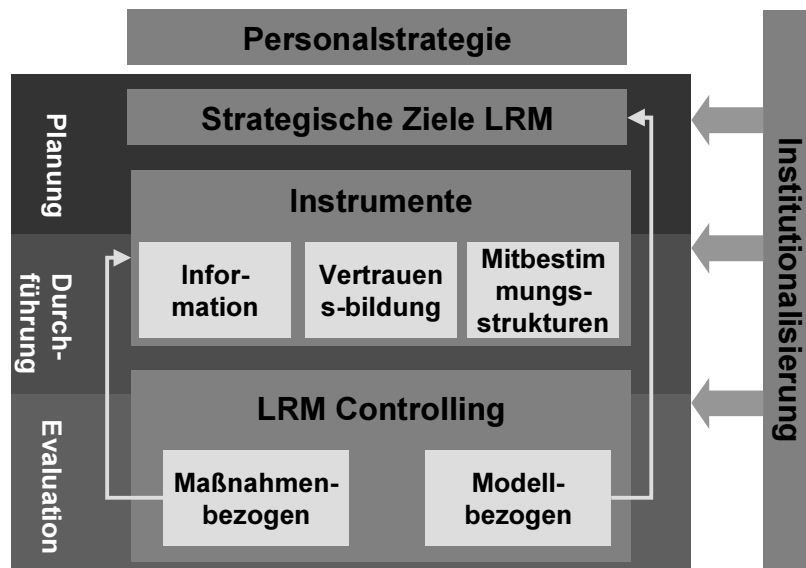 Personalstrategie
Planung
Strategische Ziele LRM
Instrumente
Durch-
führung
Infor-
mation
Vertrauen
s-bildung
Mitbestim
mungs-
strukturen
Evaluation
LRM Controlling
Maßnahmen-
bezogen
Modell-
bezogen
Institutionalisierung